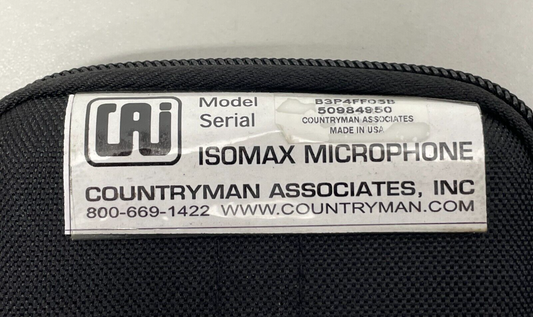 CAi
Model B3P4FF05B
Serial 50984950
COUNTRYMAN ASSOCIATES
MADE IN USA
ISOMAX MICROPHONE
COUNTRYMAN ASSOCIATES, INC
800-669-1422 WWW.COUNTRYMAN.COM